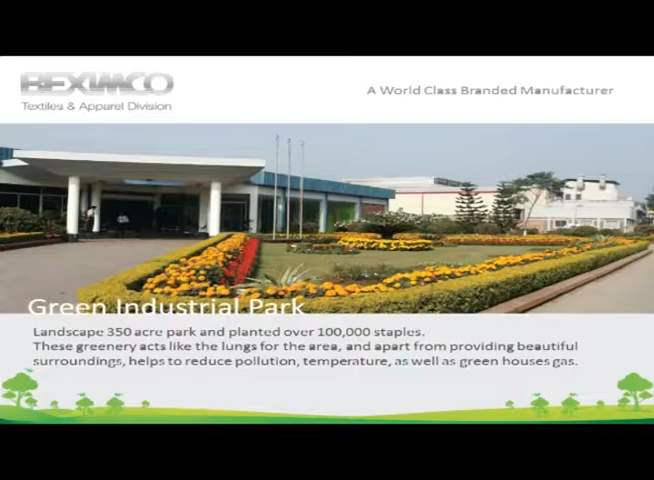 BEXIMCO
Textiles & Apparel Division
A World Class Branded Manufacturer
Green Industrial Park
Landscape 350 acre park and planted over 100,000 staples.
These greenery acts like the lungs for the area, and apart from providing beautiful
surroundings, helps to reduce pollution, temperature, as well as green houses gas.